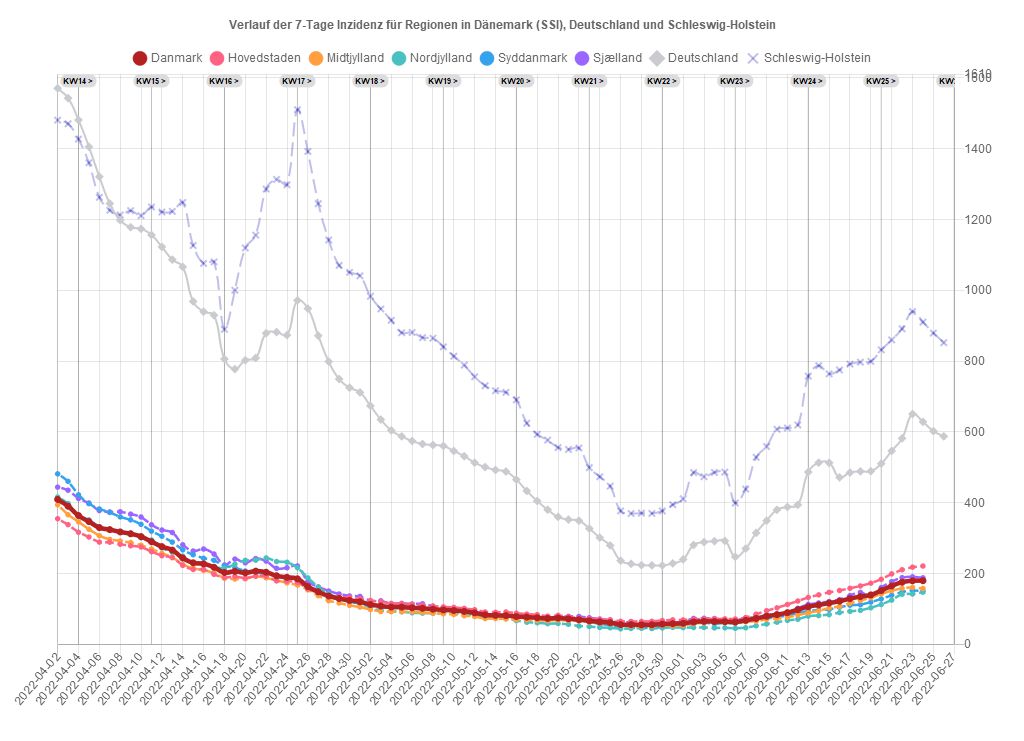 Verlauf der 7-Tage Inzidenz für Regionen in Dänemark (SSI), Deutschland und Schleswig-Holstein
Danmark Hovedstaden Midtjylland Nordjylland Syddanmark Sjælland Deutschland Schleswig-Holstein
KW14 > KW15 > KW16 > KW17 > KW18 > KW19 > KW20 > KW21 > KW22 > KW23 > KW24 > KW25 > KW
1610
1600
1400
1200
1000
800
600
400
200
0
2022-04-02 2022-04-04 2022-04-06 2022-04-08 2022-04-10 2022-04-12 2022-04-14 2022-04-16 2022-04-18 2022-04-20 2022-04-22 2022-04-24 2022-04-26 2022-04-28 2022-04-30 2022-05-02 2022-05-04 2022-05-06 2022-05-08 2022-05-10 2022-05-12 2022-05-14 2022-05-16 2022-05-18 2022-05-20 2022-05-22 2022-05-24 2022-05-26 2022-05-28 2022-05-30 2022-06-01 2022-06-03 2022-06-05 2022-06-07 2022-06-09 2022-06-11 2022-06-13 2022-06-15 2022-06-17 2022-06-19 2022-06-21 2022-06-23 2022-06-25 2022-06-27